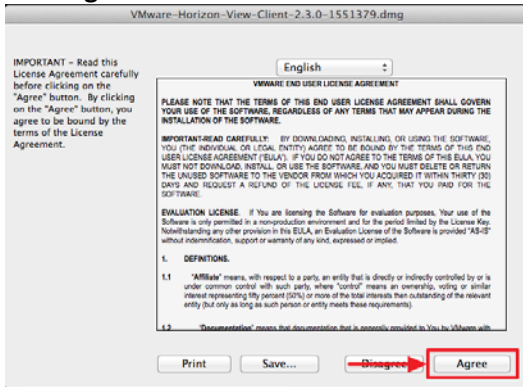 VMware-Horizon-View-Client-2.3.0-1551379.dmg
IMPORTANT – Read this
License Agreement carefully
before clicking on the
"Agree" button. By clicking
on the "Agree" button, you
agree to be bound by the
terms of the License
Agreement.
English
VMWARE END USER LICENSE AGREEMENT
PLEASE NOTE THAT THE TERMS OF THIS END USER LICENSE AGREEMENT SHALL GOVERN
YOUR USE OF THE SOFTWARE, REGARDLESS OF ANY TERMS THAT MAY APPEAR DURING THE
INSTALLATION OF THE SOFTWARE.
IMPORTANT-READ CAREFULLY: BY DOWNLOADING, INSTALLING, OR USING THE SOFTWARE,
YOU (THE INDIVIDUAL OR LEGAL ENTITY) AGREE TO BE BOUND BY THE TERMS OF THIS END
USER LICENSE AGREEMENT ("EULA"). IF YOU DO NOT AGREE TO THE TERMS OF THIS EULA, YOU
MUST NOT DOWNLOAD, INSTALL, OR USE THE SOFTWARE, AND YOU MUST DELETE OR RETURN
THE UNUSED SOFTWARE TO THE VENDOR FROM WHICH YOU ACQUIRED IT WITHIN THIRTY (30)
DAYS AND REQUEST A REFUND OF THE LICENSE FEE, IF ANY, THAT YOU PAID FOR THE
SOFTWARE.
EVALUATION LICENSE. If You are licensing the Software for evaluation purposes, Your use of the
Software is only permitted in a non-production environment and for the period limited by the License Key.
Notwithstanding any other provision in this EULA, an Evaluation License of the Software is provided "AS-IS"
without indemnification, support or warranty of any kind, expressed or implied.
1. DEFINITIONS.
1.1 "Affiliate" means, with respect to a party, an entity that is directly or indirectly controlled by or is
under common control with such party, where "control" means an ownership, voting or similar
interest representing fifty percent (50%) or more of the total interests then outstanding of the relevant
entity (but only as long as such person or entity meets these requirements).
1.2 "Documentation" means that documentation that is generally provided to You by VMware with
Print Save... Disagree Agree